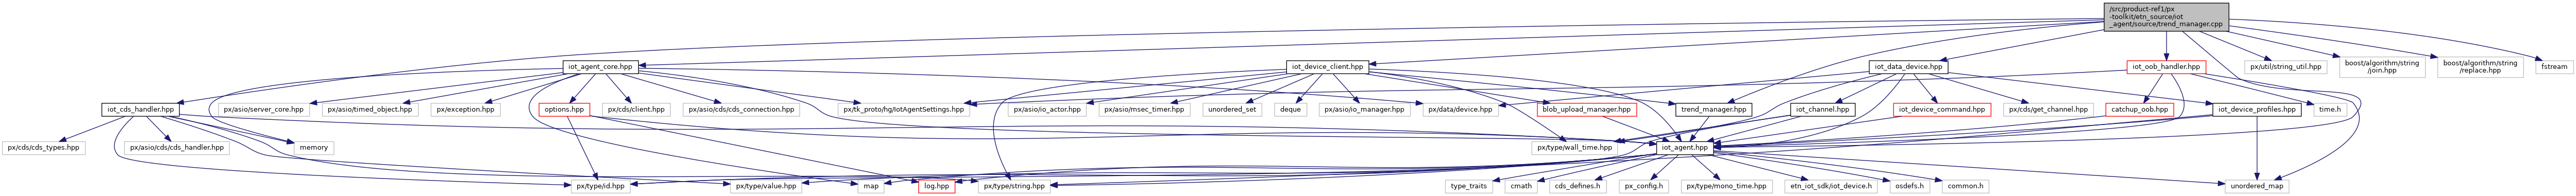 /src/product-ref1/px
-toolkit/etn_source/iot
_agent/source/trend_manager.cpp
iot_agent_core.hpp
iot_device_client.hpp
iot_data_device.hpp
iot_oob_handler.hpp
px/util/string_util.hpp
boost/algorithm/string
/join.hpp
boost/algorithm/string
/replace.hpp
fstream
iot_cds_handler.hpp
px/asio/server_core.hpp
px/asio/timed_object.hpp
px/exception.hpp
options.hpp
px/cds/client.hpp
px/asio/cds/cds_connection.hpp
px/tk_proto/hg/IotAgentSettings.hpp
px/asio/io_actor.hpp
px/asio/msec_timer.hpp
unordered_set
deque
px/asio/io_manager.hpp
px/data/device.hpp
blob_upload_manager.hpp
trend_manager.hpp
iot_channel.hpp
iot_device_command.hpp
px/cds/get_channel.hpp
catchup_oob.hpp
iot_device_profiles.hpp
time.h
px/cds/cds_types.hpp
px/asio/cds/cds_handler.hpp
memory
px/type/wall_time.hpp
iot_agent.hpp
px/type/id.hpp
px/type/value.hpp
map
log.hpp
px/type/string.hpp
type_traits
cmath
cds_defines.h
px_config.h
px/type/mono_time.hpp
etn_iot_sdk/iot_device.h
osdefs.h
common.h
unordered_map